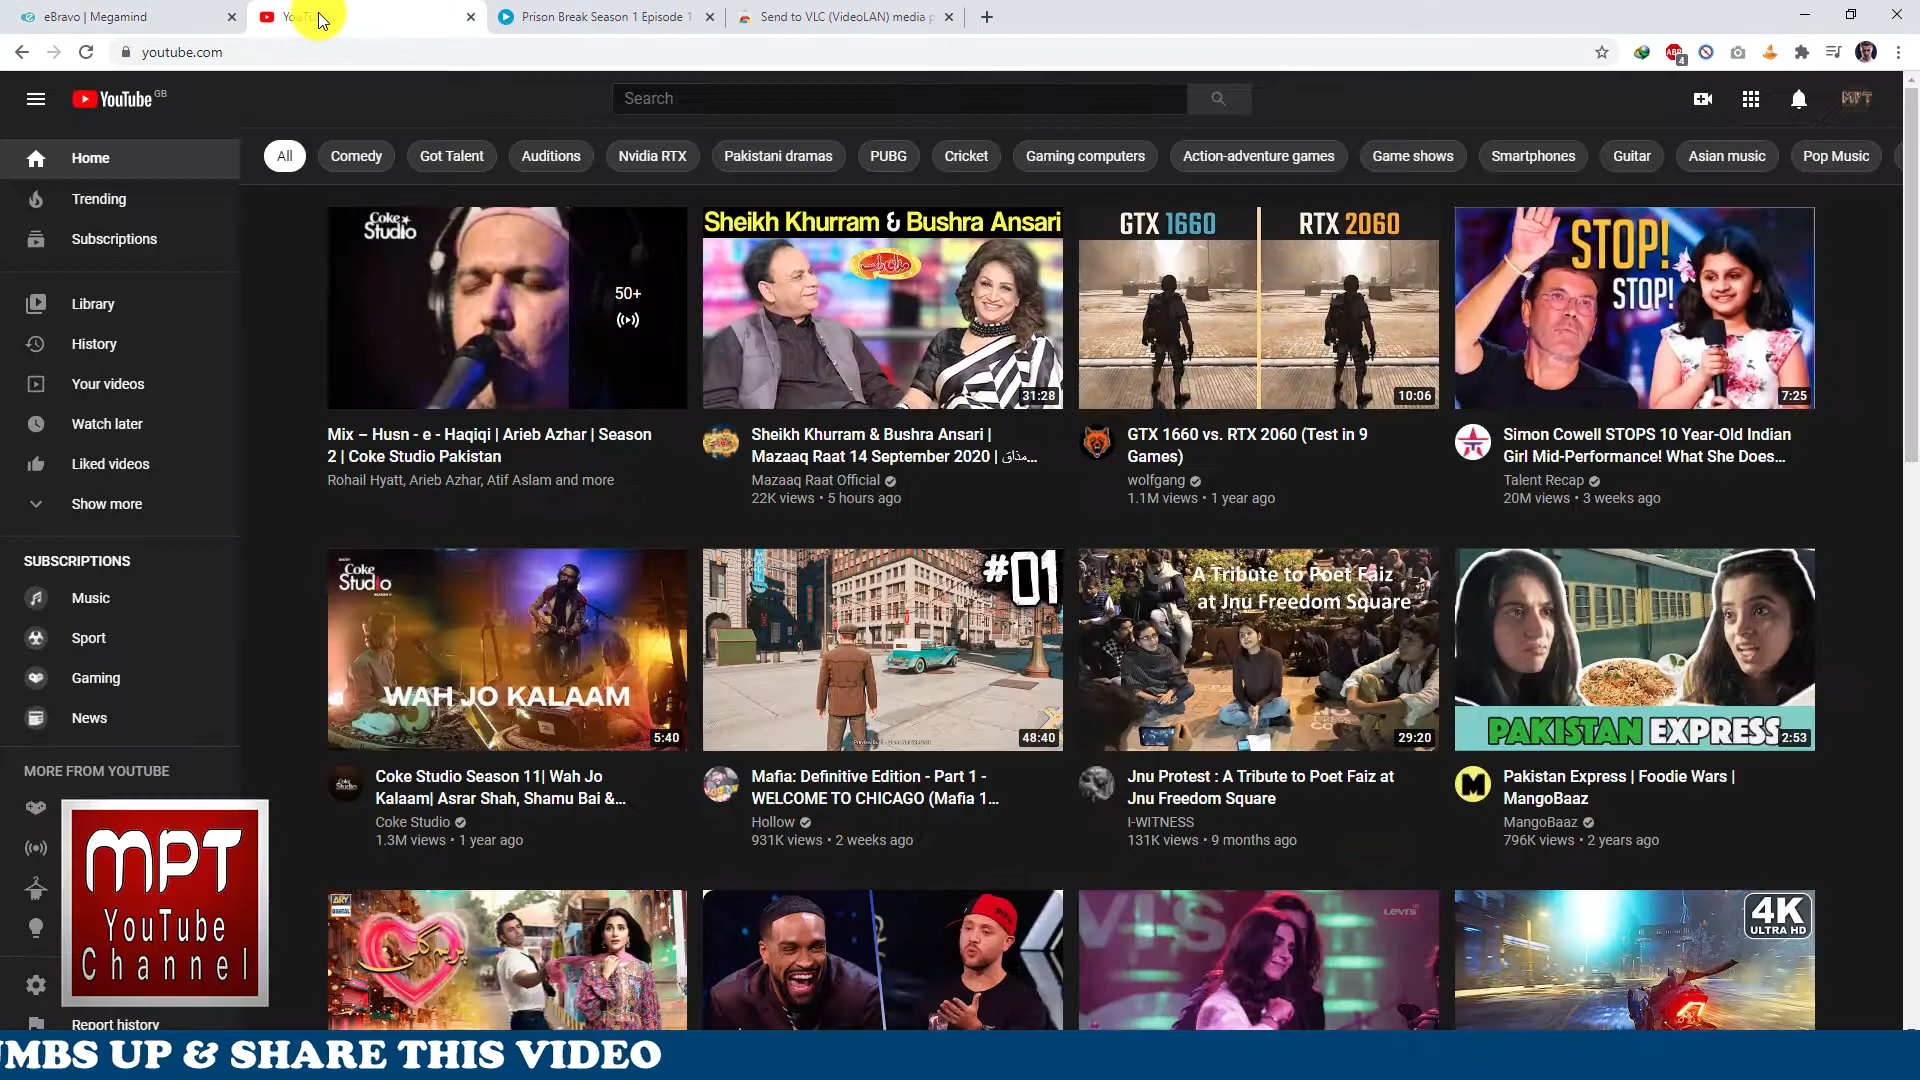 eBravo | Megamind
YouTu
Prison Break Season 1 Episode 1
Send to VLC (VideoLAN) media p
youtube.com
4
YouTube GB
Search
MPT
Home
Trending
Subscriptions
Library
History
Your videos
Watch later
Liked videos
Show more
SUBSCRIPTIONS
Music
Sport
Gaming
News
MORE FROM YOUTUBE
Report history
All
Comedy
Got Talent
Auditions
Nvidia RTX
Pakistani dramas
PUBG
Cricket
Gaming computers
Action-adventure games
Game shows
Smartphones
Guitar
Asian music
Pop Music
Coke Studio
50+
Mix – Husn - e - Haqiqi | Arieb Azhar | Season
2 | Coke Studio Pakistan
Rohail Hyatt, Arieb Azhar, Atif Aslam and more
Sheikh Khurram & Bushra Ansari
31:28
Sheikh Khurram & Bushra Ansari |
Mazaaq Raat 14 September 2020 | مذاق...
Mazaaq Raat Official
22K views • 5 hours ago
GTX 1660
RTX 2060
10:06
GTX 1660 vs. RTX 2060 (Test in 9
Games)
wolfgang
1.1M views • 1 year ago
STOP!
STOP!
7:25
Simon Cowell STOPS 10 Year-Old Indian
Girl Mid-Performance! What She Does...
Talent Recap
20M views • 3 weeks ago
Coke Studio
WAH JO KALAAM
5:40
Coke Studio Season 11| Wah Jo
Kalaam| Asrar Shah, Shamu Bai &...
Coke Studio
1.3M views • 1 year ago
#01
48:40
Mafia: Definitive Edition - Part 1 -
WELCOME TO CHICAGO (Mafia 1...
Hollow
931K views • 2 weeks ago
A Tribute to Poet Faiz
at Jnu Freedom Square
29:20
Jnu Protest : A Tribute to Poet Faiz at
Jnu Freedom Square
I-WITNESS
131K views • 9 months ago
PAKISTAN EXPRESS
2:53
Pakistan Express | Foodie Wars |
MangoBaaz
MangoBaaz
796K views • 2 years ago
ARY
DIGITAL
LEVI'S
4K
ULTRA HD
MPT
YouTube
Channel
UMBS UP & SHARE THIS VIDEO